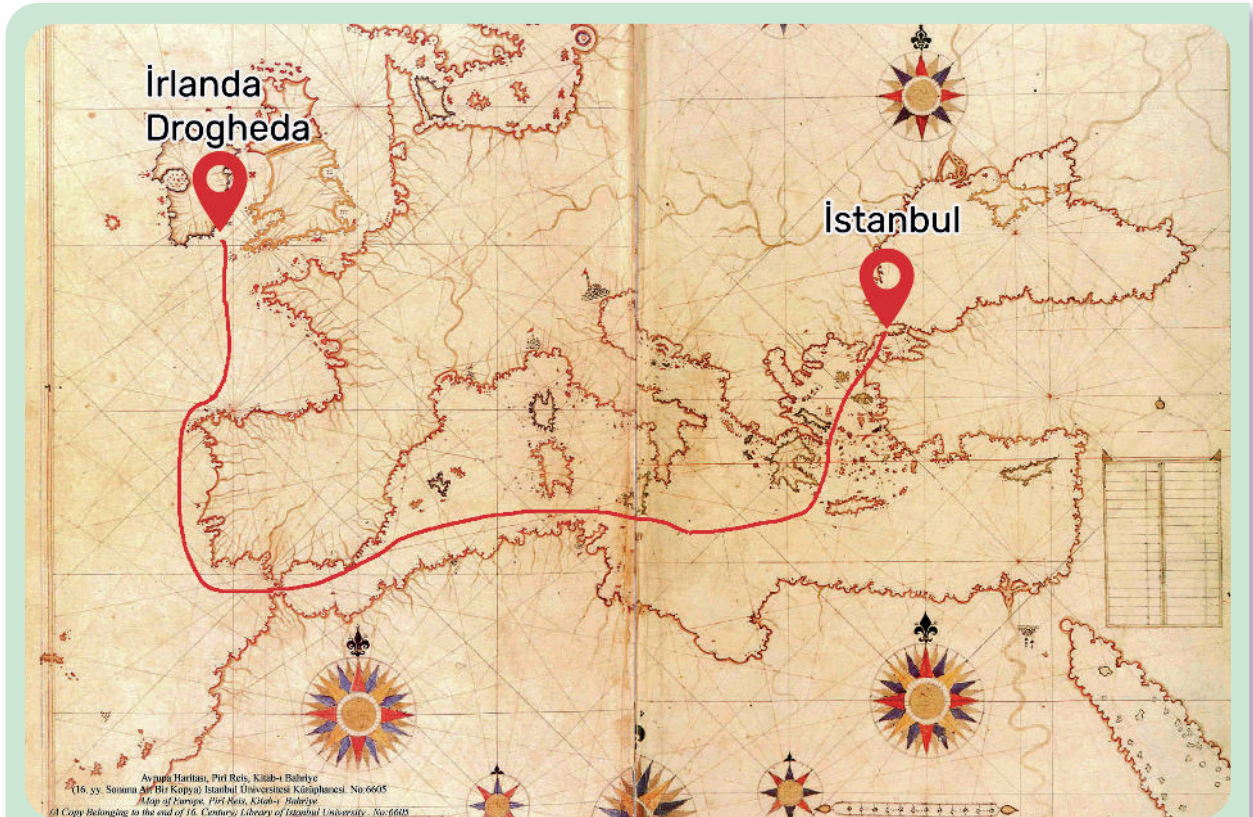 İrlanda
Drogheda
İstanbul
Avrupa Haritası, Piri Reis, Kitab-ı Bahriye
(16. yy. Sonuna Ait Bir Kopya) İstanbul Üniversitesi Kütüphanesi. No:6605
Map of Europe, Piri Reis, Kitab-ı Bahriye
(A Copy Belonging to the end of 16. Century) Library of Istanbul University - No:6605